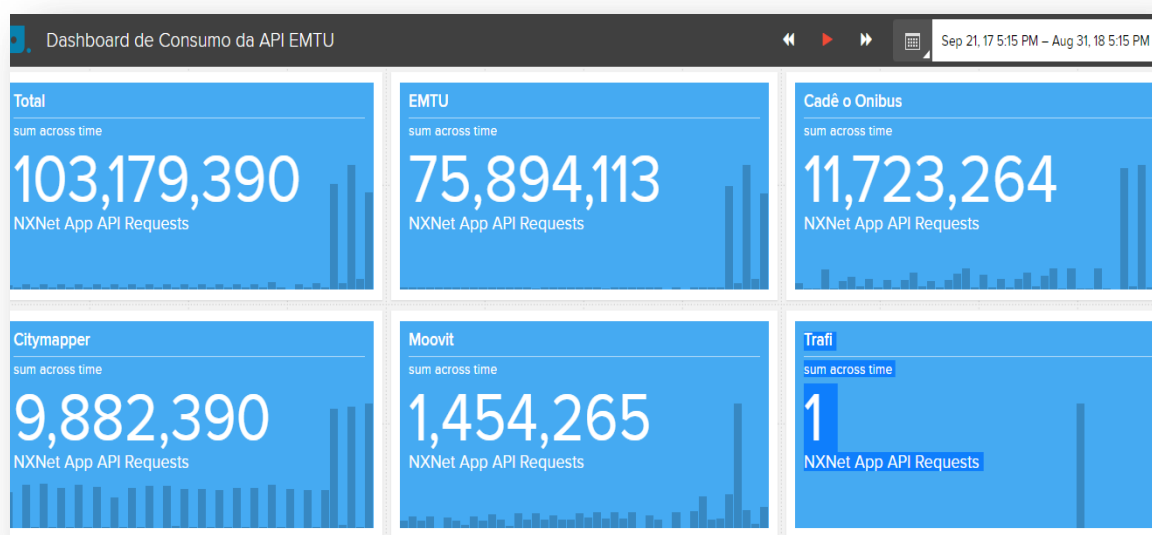 Dashboard de Consumo da API EMTU
Sep 21, 17 5:15 PM – Aug 31, 18 5:15 PM
Total
sum across time
103,179,390
NXNet App API Requests
EMTU
sum across time
75,894,113
NXNet App API Requests
Cadê o Onibus
sum across time
11,723,264
NXNet App API Requests
Citymapper
sum across time
9,882,390
NXNet App API Requests
Moovit
sum across time
1,454,265
NXNet App API Requests
Trafi
sum across time
1
NXNet App API Requests